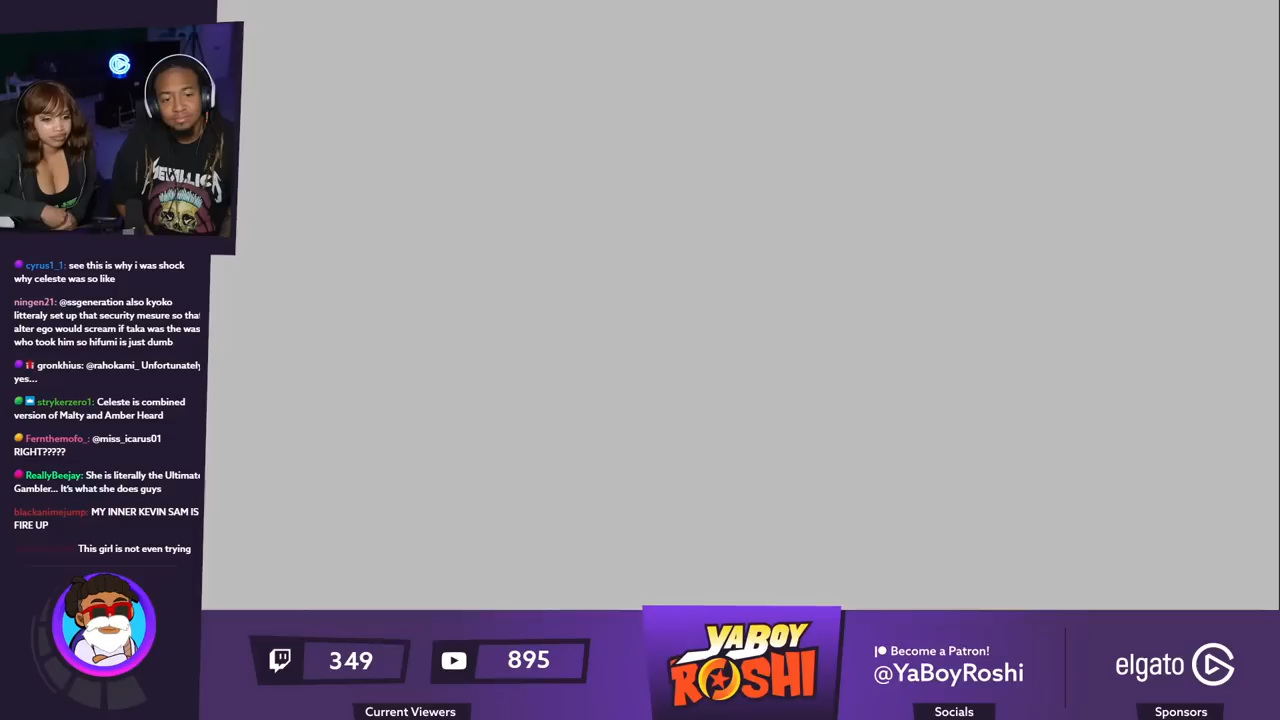 METALLICA
cyrus1_1: see this is why i was shock
why celeste was so like
ningen21: @ssgeneration also kyoko
litteraly set up that security mesure so that
alter ego would scream if taka was the was
who took him so hifumi is just dumb
gronkhius: @rahokami_ Unfortunately
yes...
strykerzero1: Celeste is combined
version of Malty and Amber Heard
Fernthemofo_: @miss_icarus01
RIGHT?????
ReallyBeejay: She is literally the Ultimate
Gambler... It's what she does guys
blackanimejump: MY INNER KEVIN SAM IS
FIRE UP
This girl is not even trying
349
895
Current Viewers
YABOY
ROSHI
Become a Patron!
@YaBoyRoshi
Socials
elgato
Sponsors